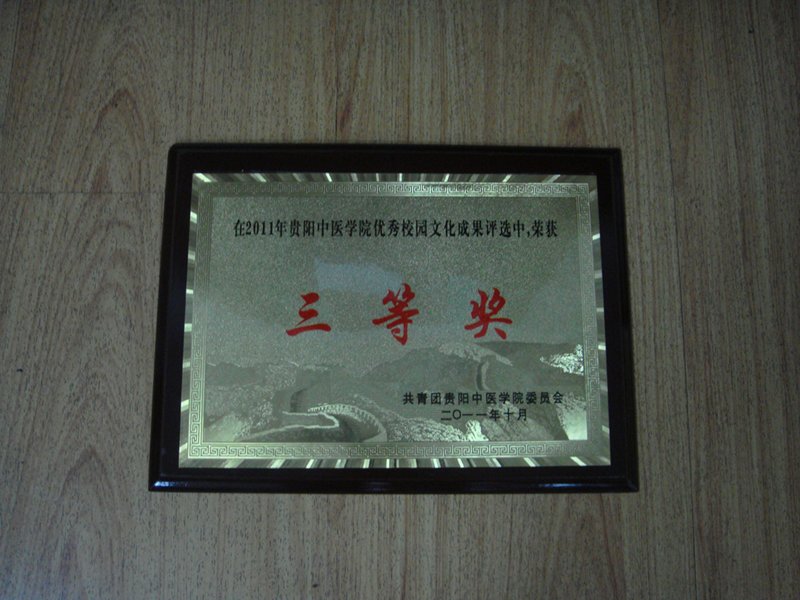 在2011年贵阳中医学院优秀校园文化成果评选中,荣获
三等奖
共青团贵阳中医学院委员会
二〇一一年十月